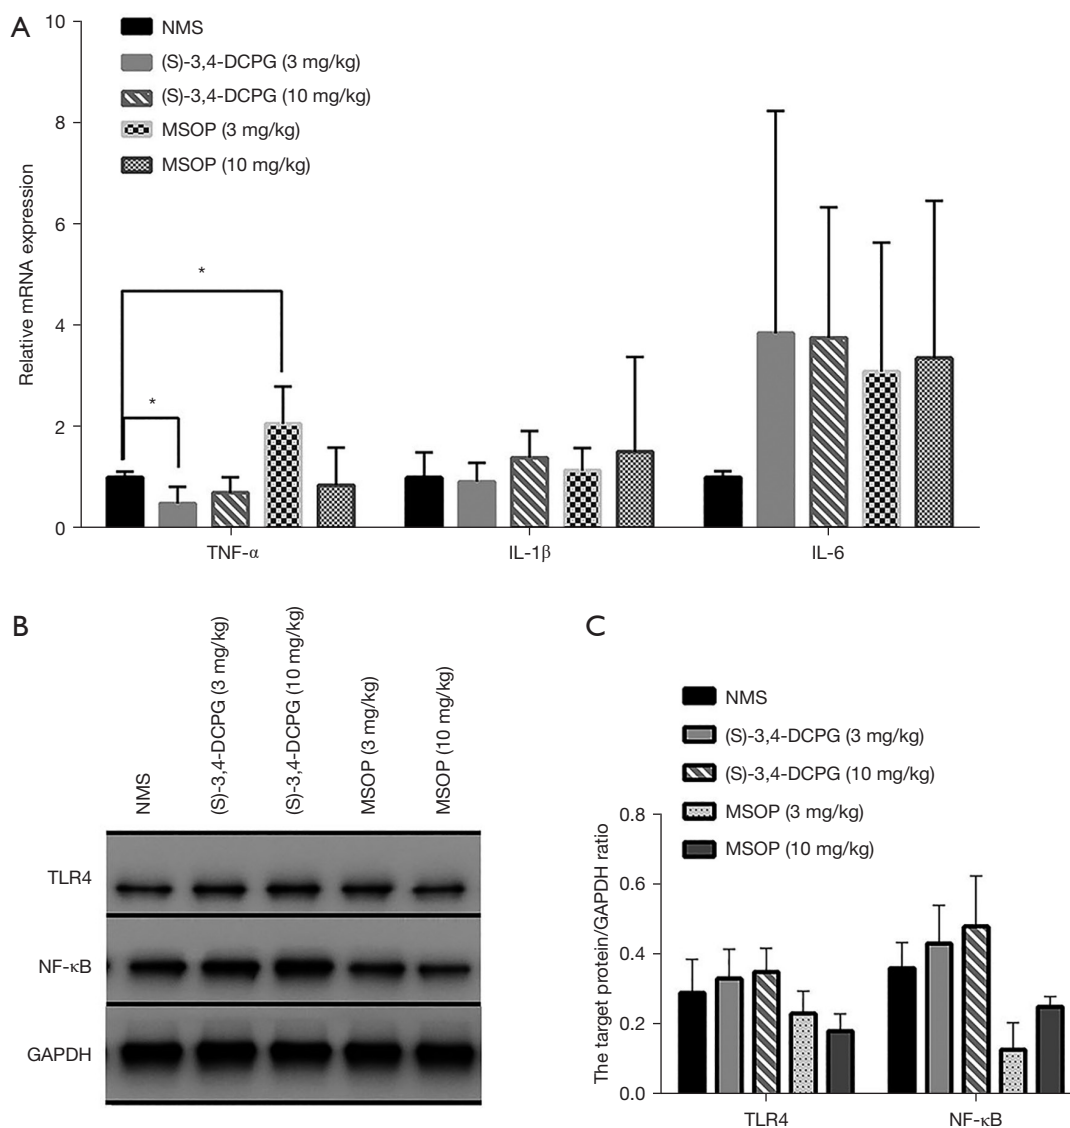 A
10
8
6
4
2
0
Relative mRNA expression
NMS
(S)-3,4-DCPG (3 mg/kg)
(S)-3,4-DCPG (10 mg/kg)
MSOP (3 mg/kg)
MSOP (10 mg/kg)
*
*
TNF-α
IL-1β
IL-6
B
NMS
(S)-3,4-DCPG (3 mg/kg)
(S)-3,4-DCPG (10 mg/kg)
MSOP (3 mg/kg)
MSOP (10 mg/kg)
TLR4
NF-κB
GAPDH
C
NMS
(S)-3,4-DCPG (3 mg/kg)
(S)-3,4-DCPG (10 mg/kg)
MSOP (3 mg/kg)
MSOP (10 mg/kg)
0.8
0.6
0.4
0.2
0.0
The target protein/GAPDH ratio
TLR4
NF-κB